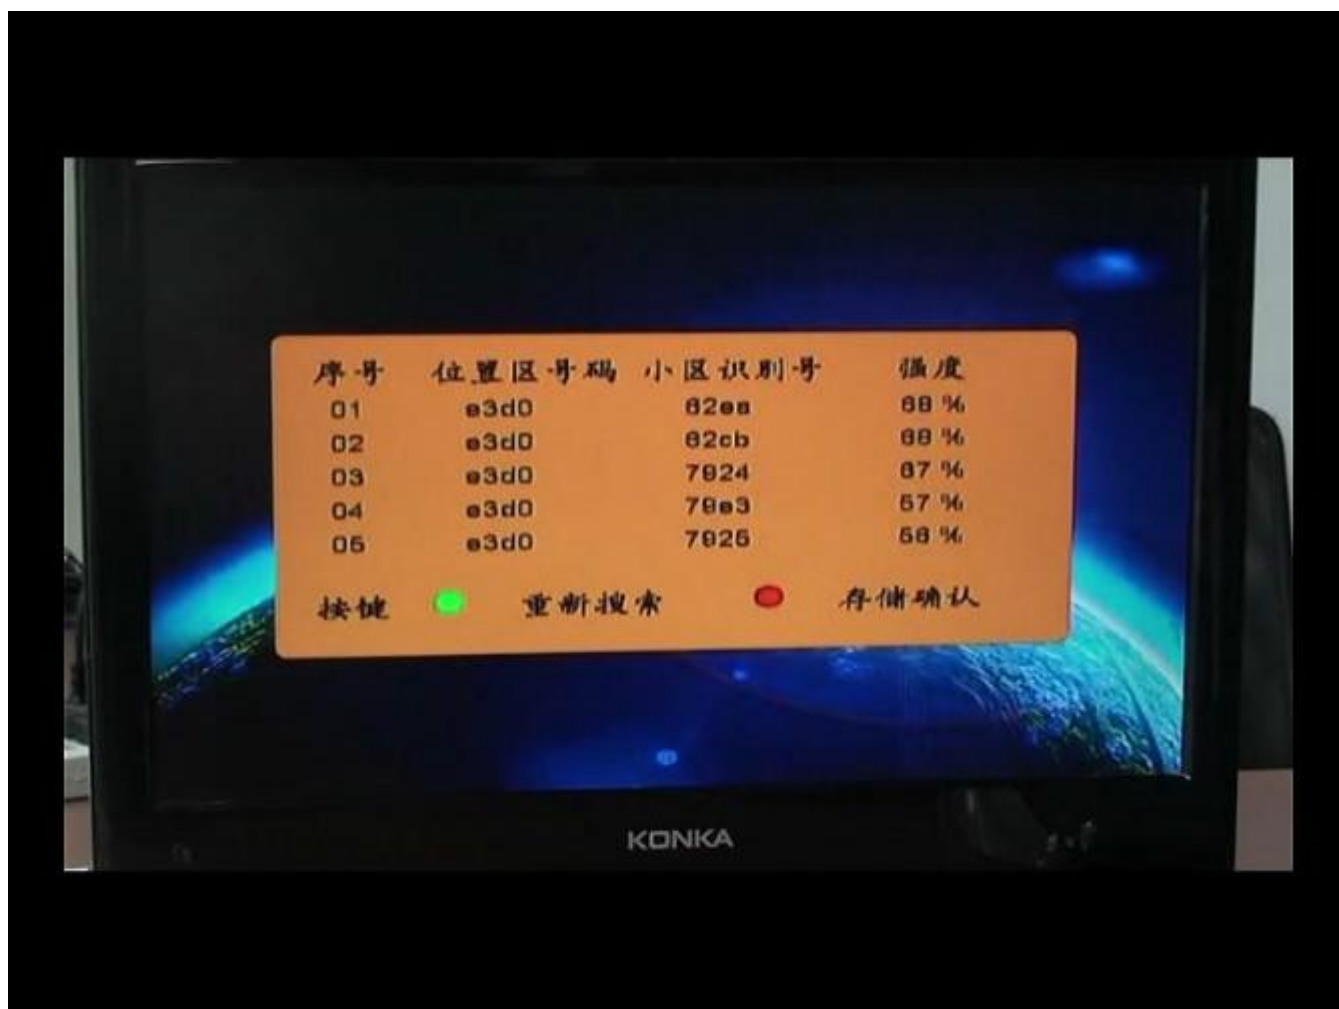 序号 位置区号码 小区识别号 强度
01 e3d0 62ea 68 %
02 e3d0 62cb 68 %
03 e3d0 7924 67 %
04 e3d0 79e3 57 %
05 e3d0 7925 56 %
按键 重新搜索 存储确认
KONKA